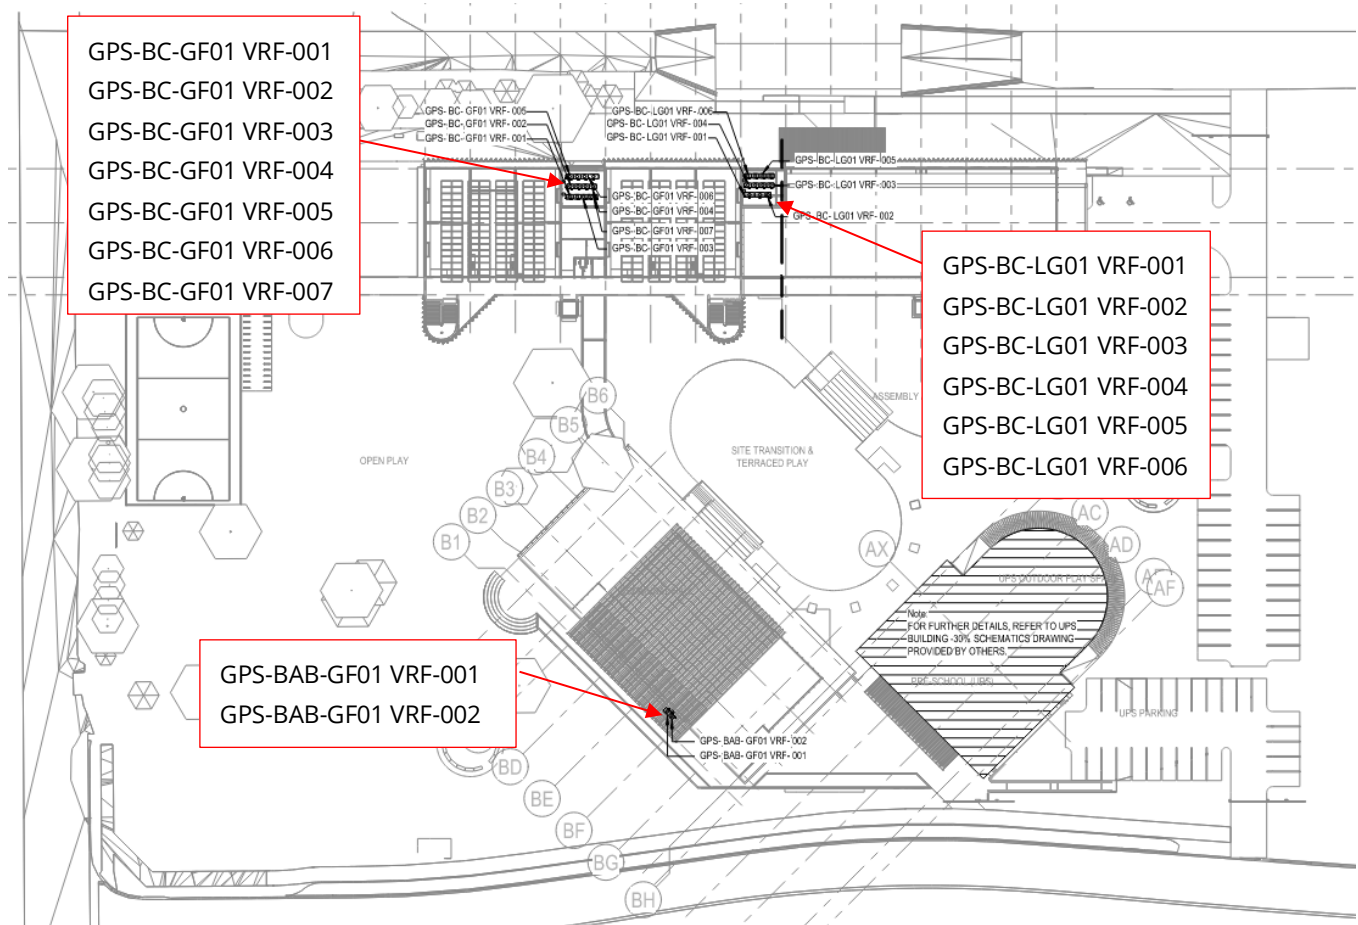 GPS-BC-GF01 VRF-001
GPS-BC-GF01 VRF-002
GPS-BC-GF01 VRF-003
GPS-BC-GF01 VRF-004
GPS-BC-GF01 VRF-005
GPS-BC-GF01 VRF-006
GPS-BC-GF01 VRF-007
GPS-BC-GF01 VRF-005
GPS-BC-GF01 VRF-002
GPS-BC-GF01 VRF-001
GPS-BC-LG01 VRF-006
GPS-BC-LG01 VRF-004
GPS-BC-LG01 VRF-001
GPS-BC-LG01 VRF-005
GPS-BC-LG01 VRF-003
GPS-BC-LG01 VRF-002
GPS-BC-GF01 VRF-006
GPS-BC-GF01 VRF-004
GPS-BC-GF01 VRF-007
GPS-BC-GF01 VRF-003
GPS-BC-LG01 VRF-001
GPS-BC-LG01 VRF-002
GPS-BC-LG01 VRF-003
GPS-BC-LG01 VRF-004
GPS-BC-LG01 VRF-005
GPS-BC-LG01 VRF-006
ASSEMBLY
OPEN PLAY
SITE TRANSITION &
TERRACED PLAY
B6
B5
B4
B3
B2
B1
AX
AC
AD
AF
UPS OUTDOOR PLAY
Note:
FOR FURTHER DETAILS, REFER TO UPS
BUILDING -30% SCHEMATICS DRAWING
PROVIDED BY OTHERS.
PRE-SCHOOL (UPS)
UPS PARKING
GPS-BAB-GF01 VRF-001
GPS-BAB-GF01 VRF-002
GPS-BAB-GF01 VRF-002
GPS-BAB-GF01 VRF-001
BD
BE
BF
BG
BH